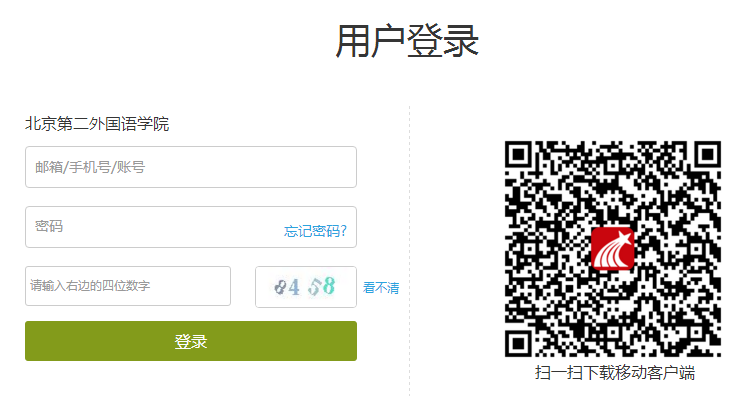 用户登录
北京第二外国语学院
邮箱/手机号/账号
密码
忘记密码?
请输入右边的四位数字
8458
看不清
登录
扫一扫下载移动客户端